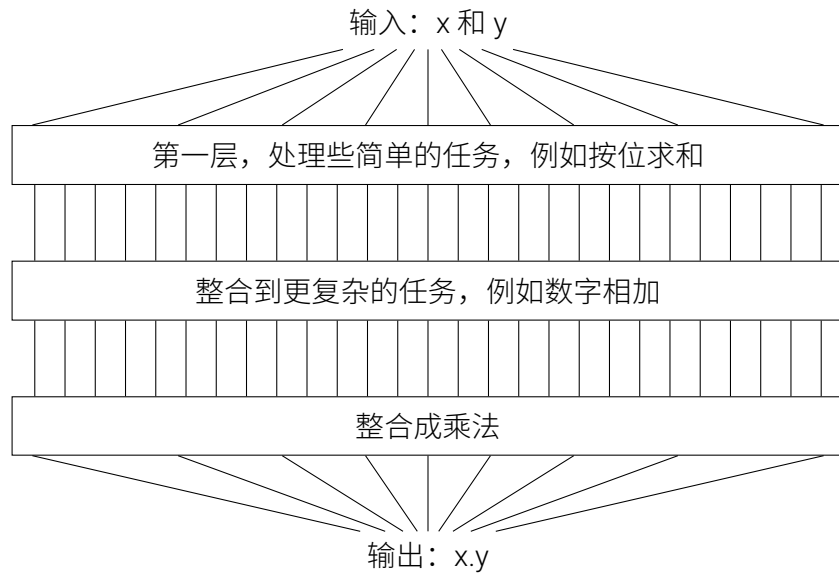 输入：x 和 y
第一层，处理些简单的任务，例如按位求和
整合到更复杂的任务，例如数字相加
整合成乘法
输出：x.y